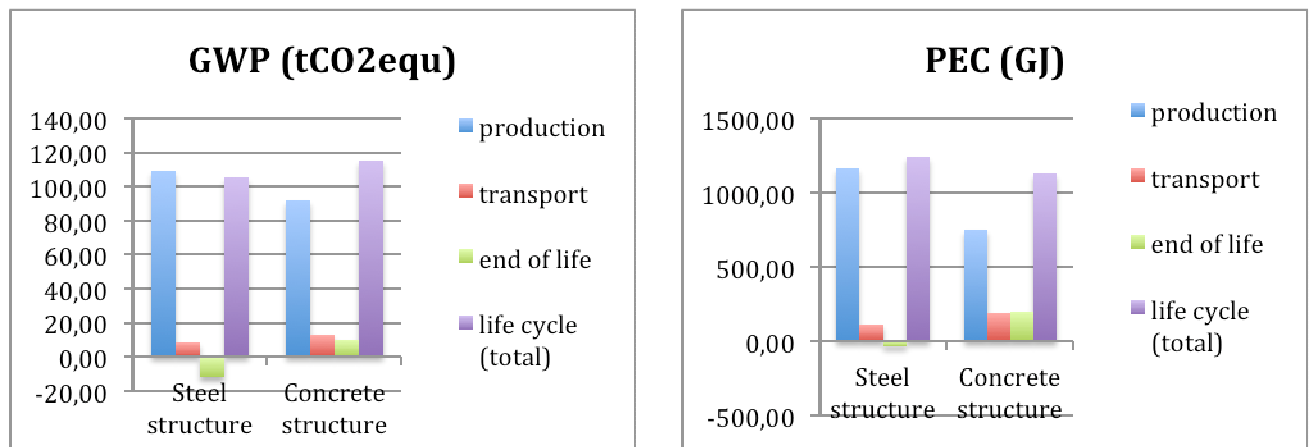 GWP (tCO2equ)
140,00
120,00
100,00
80,00
60,00
40,00
20,00
0,00
-20,00
Steel
structure
Concrete
structure
production
transport
end of life
life cycle
(total)
PEC (GJ)
1500,00
1000,00
500,00
0,00
-500,00
Steel
structure
Concrete
structure
production
transport
end of life
life cycle
(total)